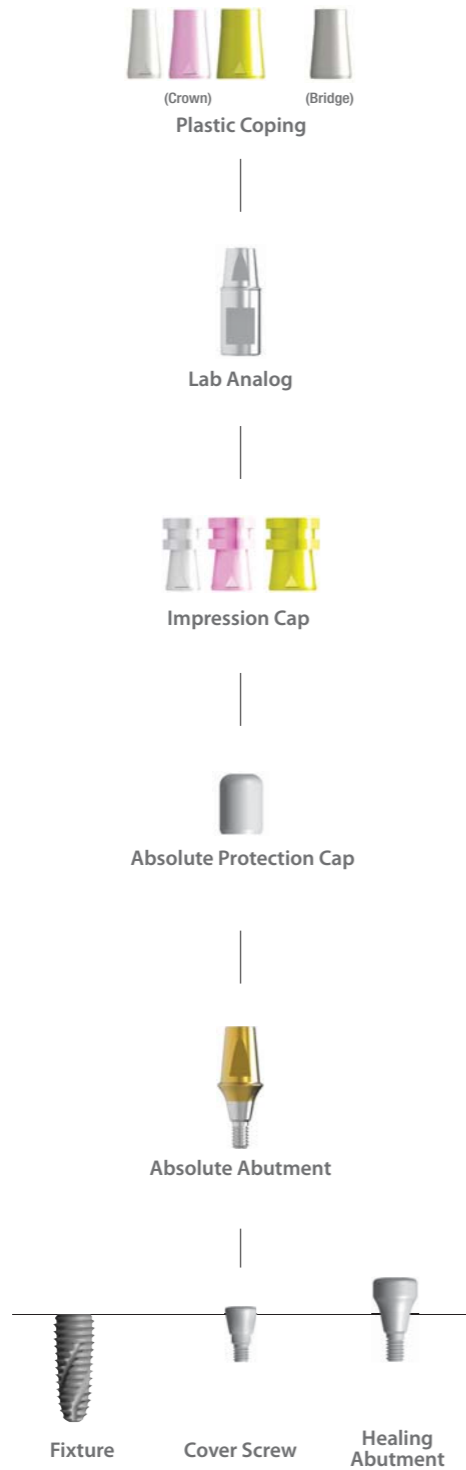 (Crown)
(Bridge)
Plastic Coping
Lab Analog
Impression Cap
Absolute Protection Cap
Absolute Abutment
Fixture
Cover Screw
Healing
Abutment